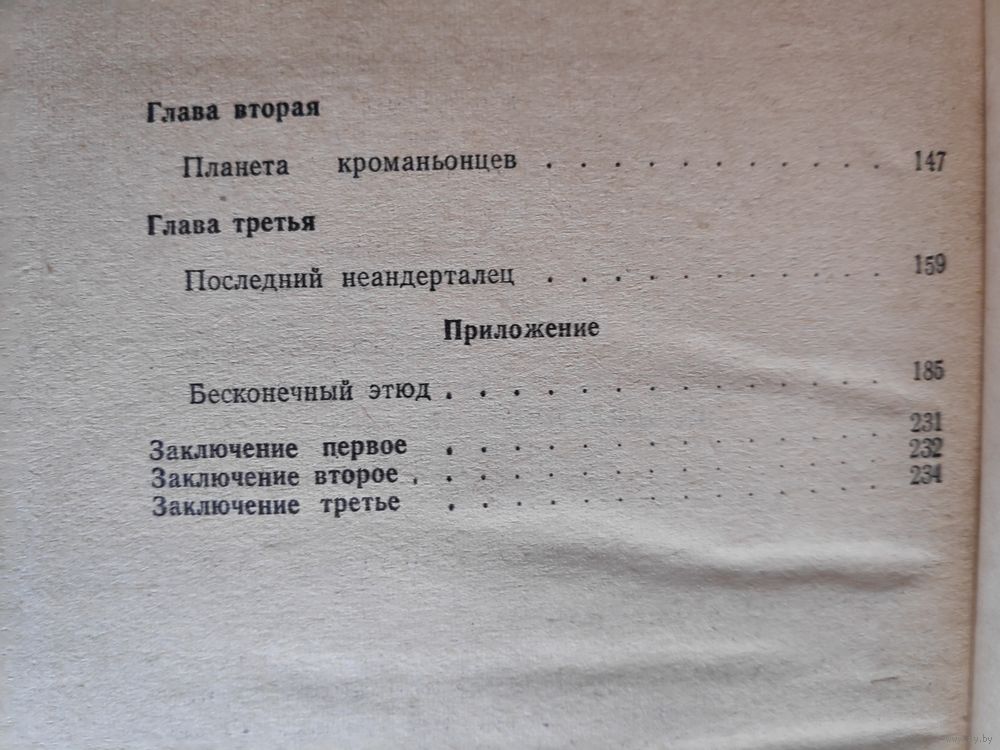 Глава вторая
Планета кроманьонцев . . . . . . . . . . . 147
Глава третья
Последний неандерталец . . . . . . . . . . . 159
Приложение
Бесконечный этюд . . . . . . . . . . . . . . 185
Заключение первое . . . . . . . . . . . . . . 231
Заключение второе . . . . . . . . . . . . . . . 232
Заключение третье . . . . . . . . . . . . . . 234